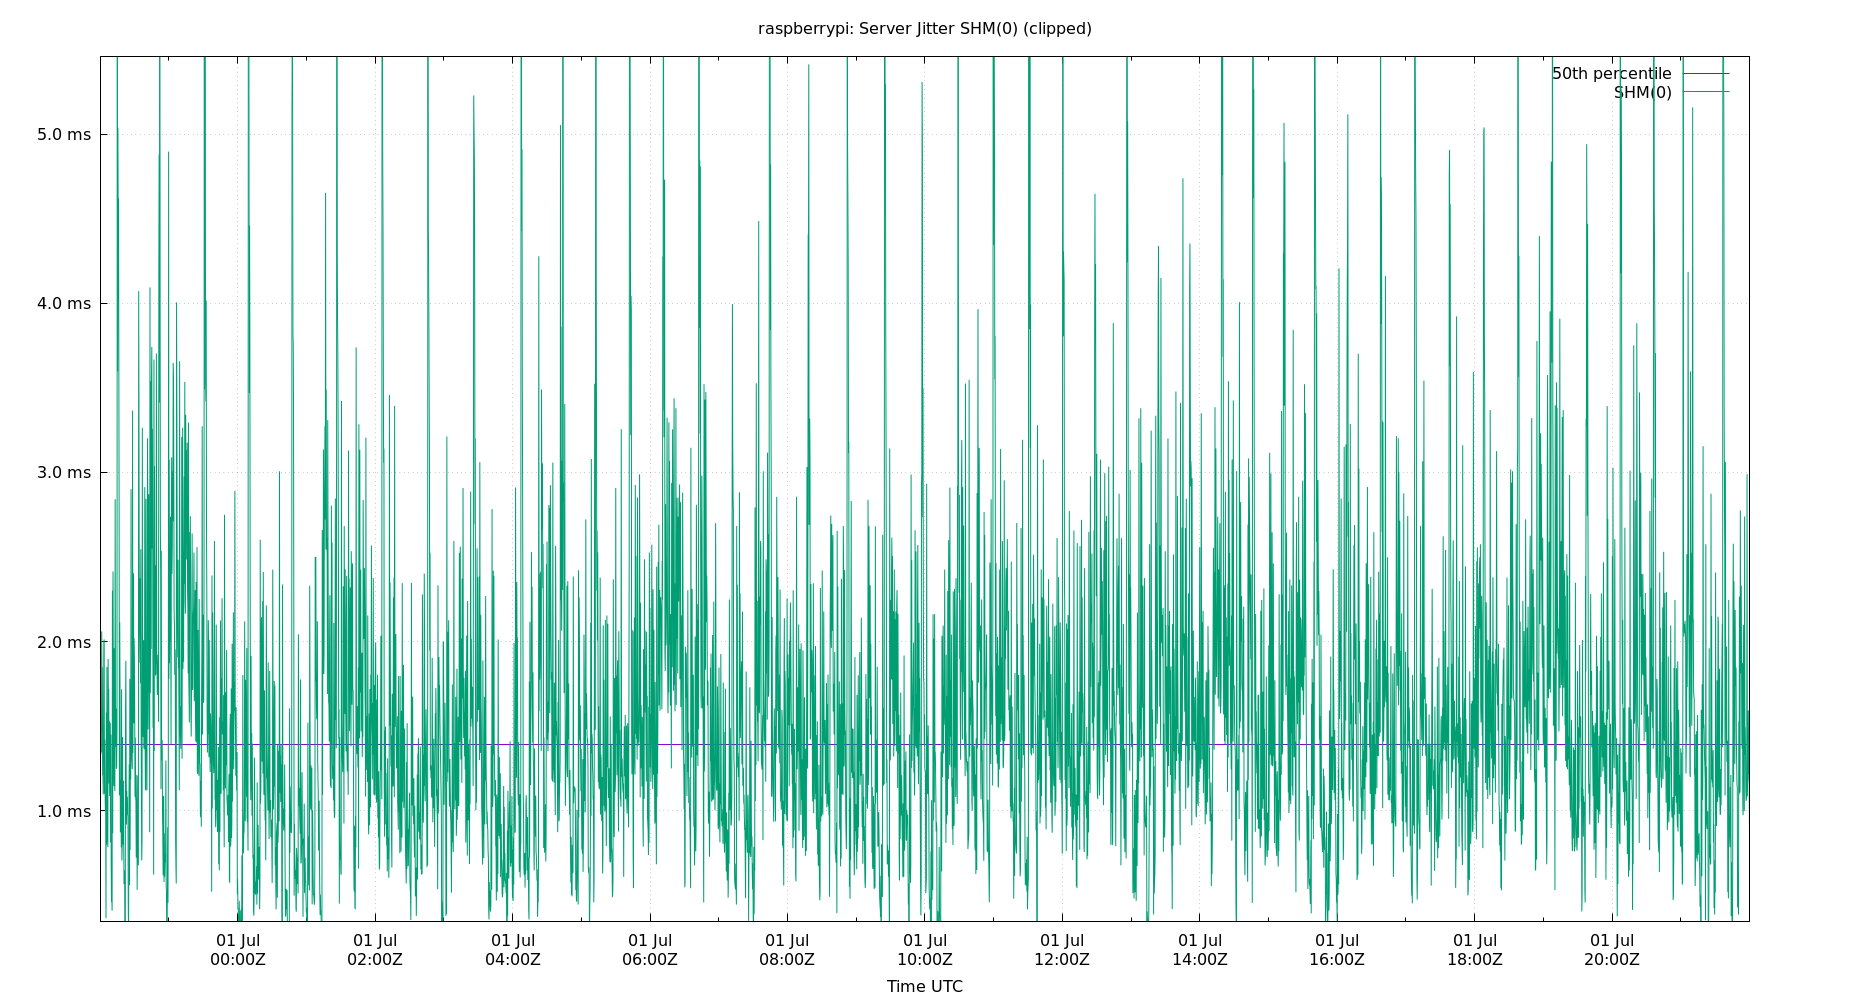 raspberrypi: Server Jitter SHM(0) (clipped)
50th percentile
SHM(0)
5.0 ms
4.0 ms
3.0 ms
2.0 ms
1.0 ms
01 Jul 01 Jul 01 Jul 01 Jul 01 Jul 01 Jul 01 Jul 01 Jul 01 Jul 01 Jul 01 Jul
00:00Z 02:00Z 04:00Z 06:00Z 08:00Z 10:00Z 12:00Z 14:00Z 16:00Z 18:00Z 20:00Z
Time UTC